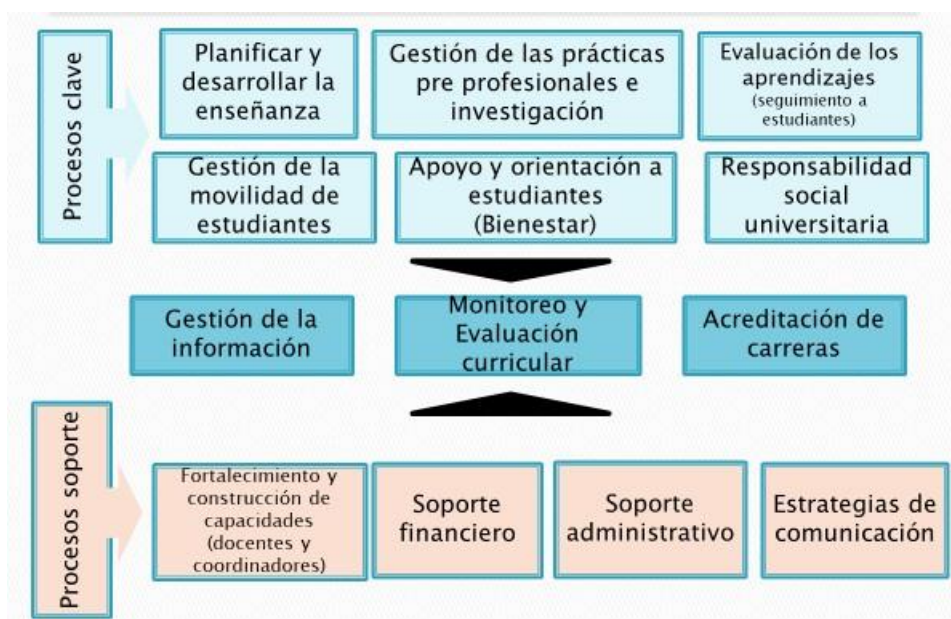 Procesos clave
Planificar y
desarrollar la
enseñanza
Gestión de las prácticas
pre profesionales e
investigación
Evaluación de los
aprendizajes
(seguimiento a
estudiantes)
Gestión de la
movilidad de
estudiantes
Apoyo y orientación a
estudiantes
(Bienestar)
Responsabilidad
social
universitaria
Gestión de la
información
Monitoreo y
Evaluación
curricular
Acreditación de
carreras
Procesos soporte
Fortalecimiento y
construcción de
capacidades
(docentes y
coordinadores)
Soporte
financiero
Soporte
administrativo
Estrategias de
comunicación